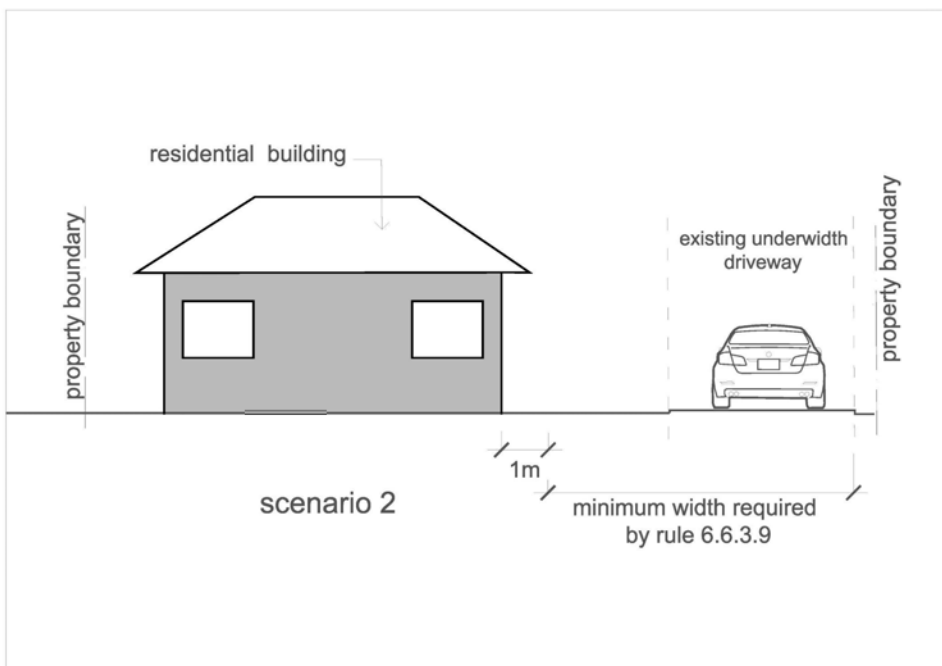 residential building
property boundary
existing underwidth
driveway
property boundary
1m
scenario 2
minimum width required
by rule 6.6.3.9